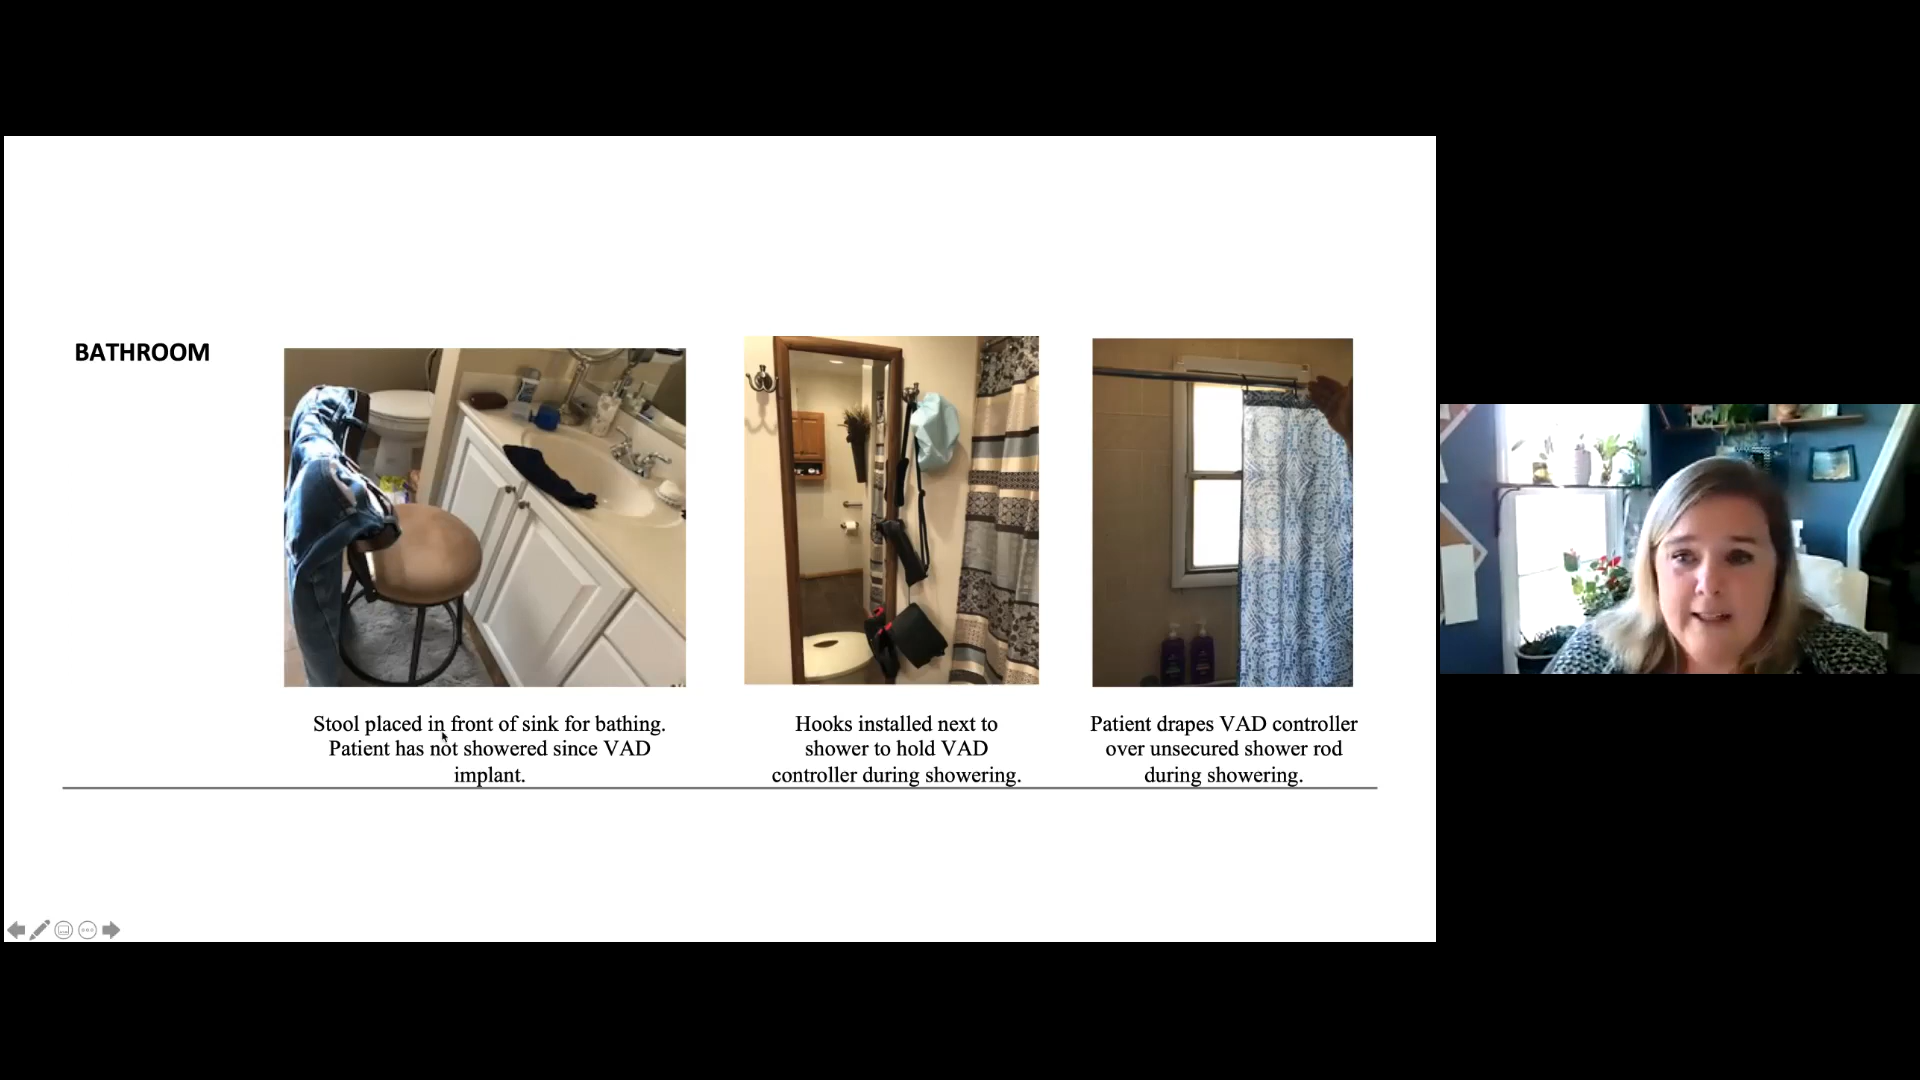 BATHROOM
Stool placed in front of sink for bathing.
Patient has not showered since VAD
implant.
Hooks installed next to
shower to hold VAD
controller during showering.
Patient drapes VAD controller
over unsecured shower rod
during showering.